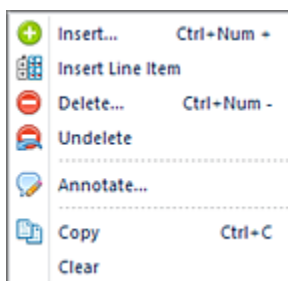 Insert... Ctrl+Num +
Insert Line Item
Delete... Ctrl+Num -
Undelete
Annotate...
Copy Ctrl+C
Clear